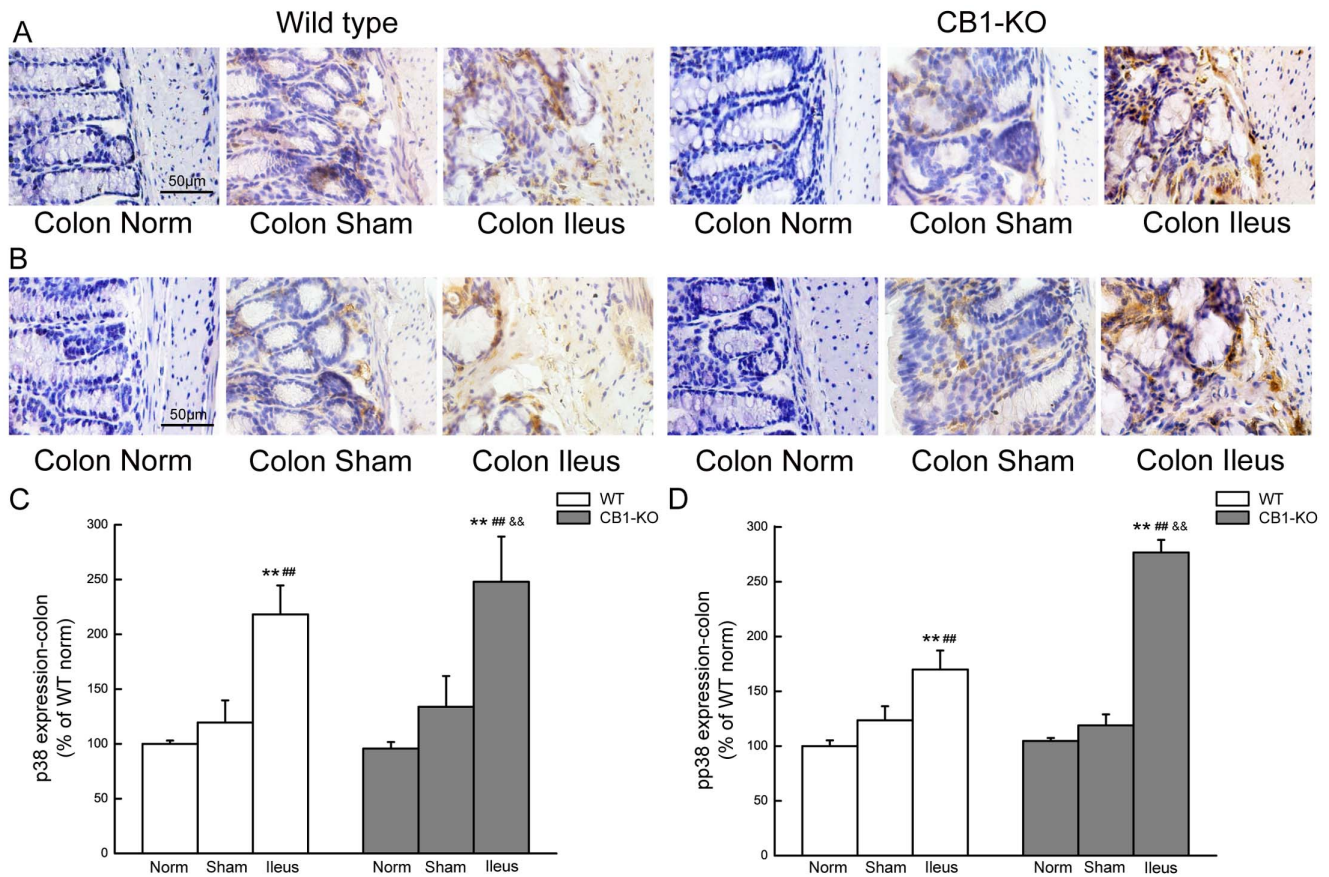 A
Wild type
CB1-KO
50μm
Colon Norm
Colon Sham
Colon Ileus
Colon Norm
Colon Sham
Colon Ileus
B
50μm
Colon Norm
Colon Sham
Colon Ileus
Colon Norm
Colon Sham
Colon Ileus
C
WT
CB1-KO
p38 expression-colon
(% of WT norm)
300
250
200
150
100
50
0
** ##
** ## &&
Norm
Sham
Ileus
Norm
Sham
Ileus
D
WT
CB1-KO
pp38 expression-colon
(% of WT norm)
300
250
200
150
100
50
0
** ##
** ## &&
Norm
Sham
Ileus
Norm
Sham
Ileus